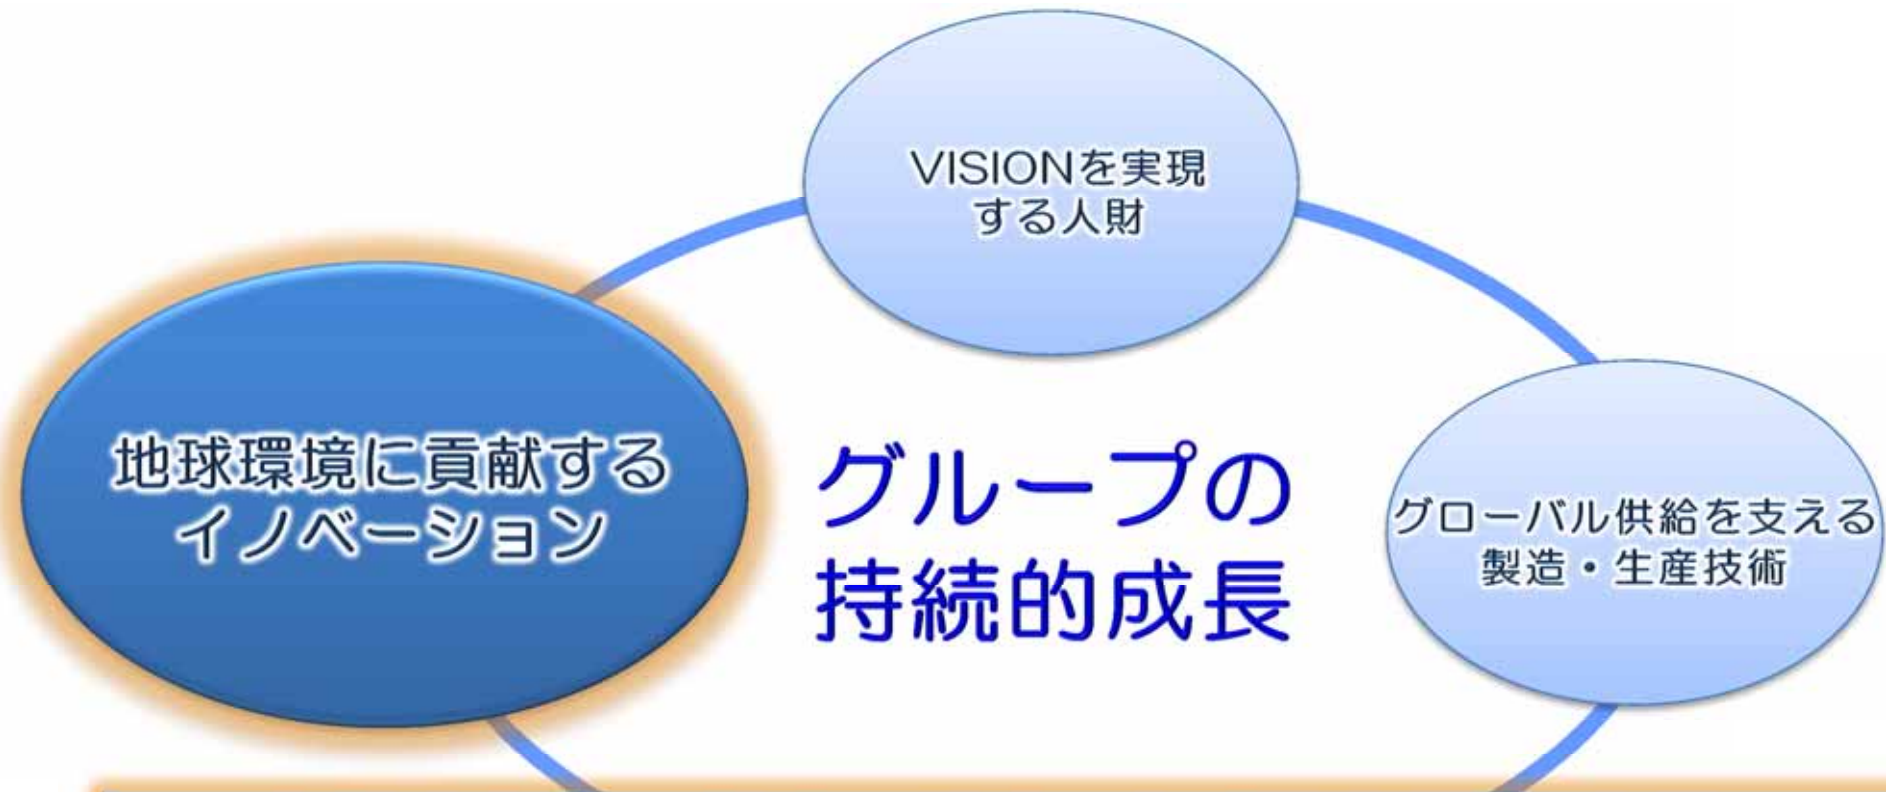 VISIONを実現
する人財
地球環境に貢献する
イノベーション
グループの
持続的成長
グローバル供給を支える
製造・生産技術